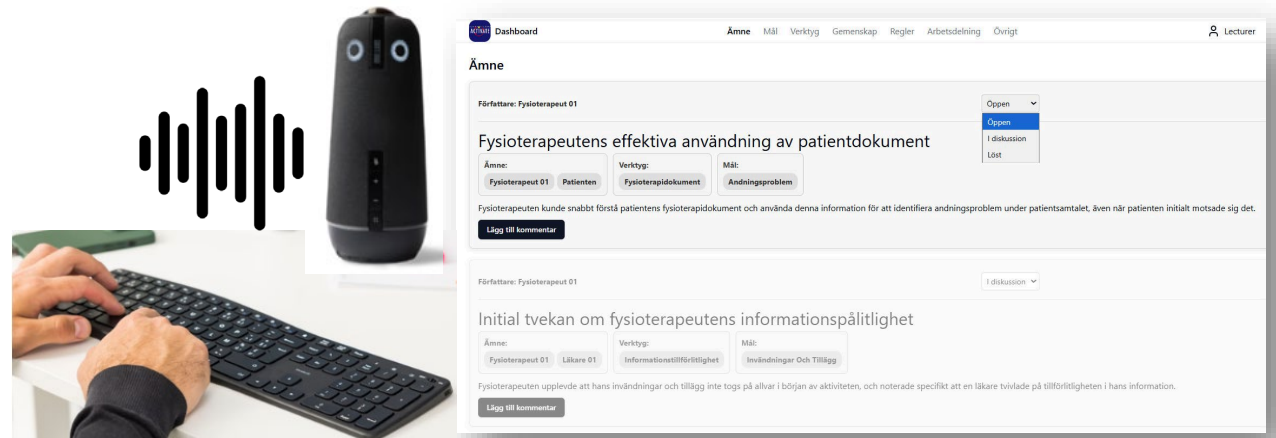 Dashboard
Ämne Mål Verktyg Gemenskap Regler Arbetsdelning Övrigt
Lecturer
Ämne
Författare: Fysioterapeut 01
Öppen
Öppen
I diskussion
Löst
Fysioterapeutens effektiva användning av patientdokument
Ämne:
Fysioterapeut 01 Patienten
Verktyg:
Fysioterapidokument
Mål:
Andningsproblem
Fysioterapeuten kunde snabbt förstå patientens fysioterapidokument och använda denna information för att identifiera andningsproblem under patientsamtalet, även när patienten initialt motsade sig det.
Lägg till kommentar
Författare: Fysioterapeut 01
I diskussion
Initial tvekan om fysioterapeutens informationspålitlighet
Ämne:
Fysioterapeut 01 Läkare 01
Verktyg:
Informationstillförlitlighet
Mål:
Invändningar Och Tillägg
Fysioterapeuten upplevde att hans invändningar och tillägg inte togs på allvar i början av aktiviteten, och noterade specifikt att en läkare tvivlade på tillförlitligheten i hans information.
Lägg till kommentar